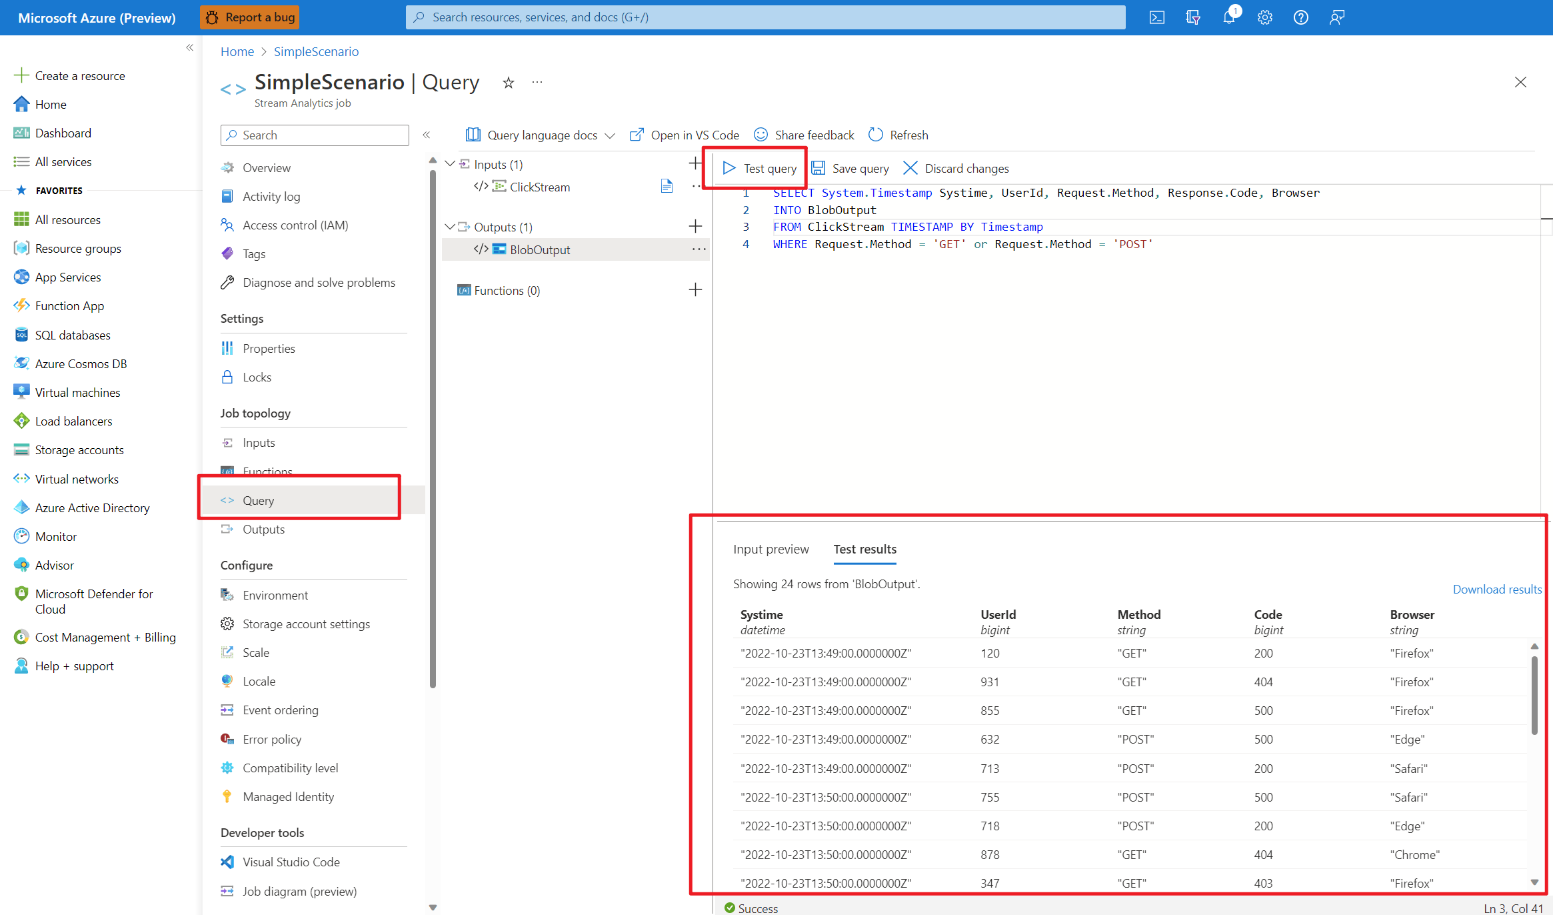 Microsoft Azure (Preview)
Report a bug
Search resources, services, and docs (G+/)
1
Home > SimpleScenario
SimpleScenario | Query
Stream Analytics job
Create a resource
Home
Dashboard
All services
FAVORITES
All resources
Resource groups
App Services
Function App
SQL databases
Azure Cosmos DB
Virtual machines
Load balancers
Storage accounts
Virtual networks
Azure Active Directory
Monitor
Advisor
Microsoft Defender for
Cloud
Cost Management + Billing
Help + support
Search
Overview
Activity log
Access control (IAM)
Tags
Diagnose and solve problems
Settings
Properties
Locks
Job topology
Inputs
Functions
Query
Outputs
Configure
Environment
Storage account settings
Scale
Locale
Event ordering
Error policy
Compatibility level
Managed Identity
Developer tools
Visual Studio Code
Job diagram (preview)
Query language docs
Open in VS Code
Share feedback
Refresh
Inputs (1)
ClickStream
Outputs (1)
BlobOutput
Functions (0)
Test query
Save query
Discard changes
1 SELECT System.Timestamp Systime, UserId, Request.Method, Response.Code, Browser
2 INTO BlobOutput
3 FROM ClickStream TIMESTAMP BY Timestamp
4 WHERE Request.Method = 'GET' or Request.Method = 'POST'
Input preview Test results
Showing 24 rows from 'BlobOutput'.
Download results
Systime UserId Method Code Browser
datetime bigint string bigint string
"2022-10-23T13:49:00.0000000Z" 120 "GET" 200 "Firefox"
"2022-10-23T13:49:00.0000000Z" 931 "GET" 404 "Firefox"
"2022-10-23T13:49:00.0000000Z" 855 "GET" 500 "Firefox"
"2022-10-23T13:49:00.0000000Z" 632 "POST" 500 "Edge"
"2022-10-23T13:49:00.0000000Z" 713 "POST" 200 "Safari"
"2022-10-23T13:50:00.0000000Z" 755 "POST" 500 "Safari"
"2022-10-23T13:50:00.0000000Z" 718 "POST" 200 "Edge"
"2022-10-23T13:50:00.0000000Z" 878 "GET" 404 "Chrome"
"2022-10-23T13:50:00.0000000Z" 347 "GET" 403 "Firefox"
Success
Ln 3, Col 41